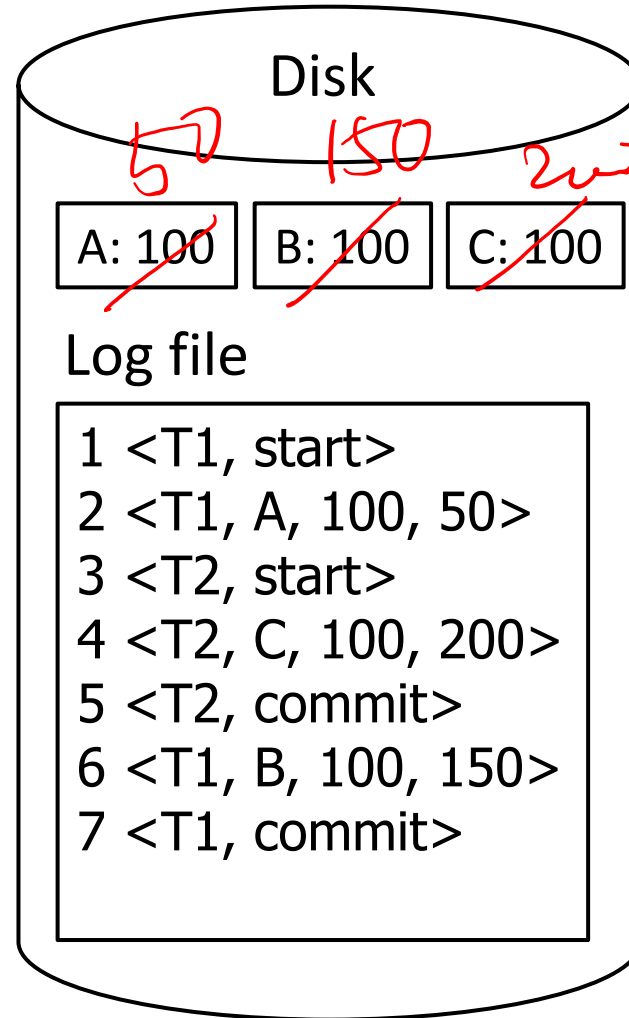 Disk
50 150 200
A: 100 B: 100 C: 100
Log file
1 <T1, start>
2 <T1, A, 100, 50>
3 <T2, start>
4 <T2, C, 100, 200>
5 <T2, commit>
6 <T1, B, 100, 150>
7 <T1, commit>